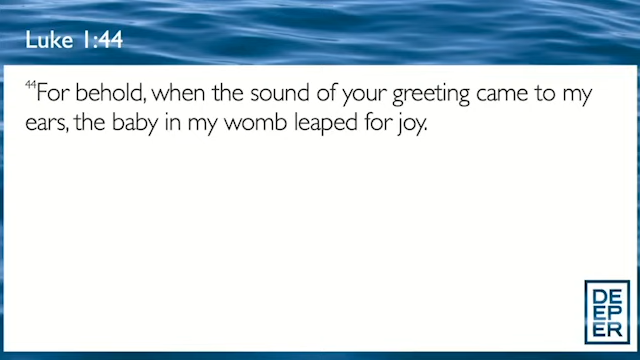 Luke 1:44
44For behold, when the sound of your greeting came to my
ears, the baby in my womb leaped for joy.
DE
EP
ER